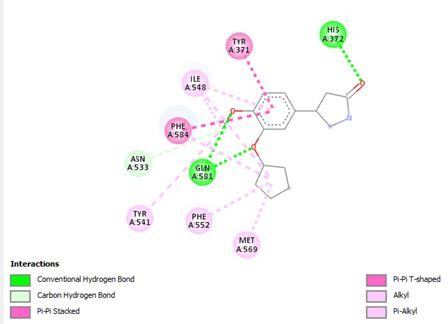 HIS
A:372
TYR
A:371
ILE
A:548
PHE
A:584
ASN
A:533
GLN
A:581
TYR
A:541
PHE
A:552
MET
A:569
O
O
O
N
Interactions
Conventional Hydrogen Bond
Carbon Hydrogen Bond
Pi-Pi Stacked
Pi-Pi T-shaped
Alkyl
Pi-Alkyl